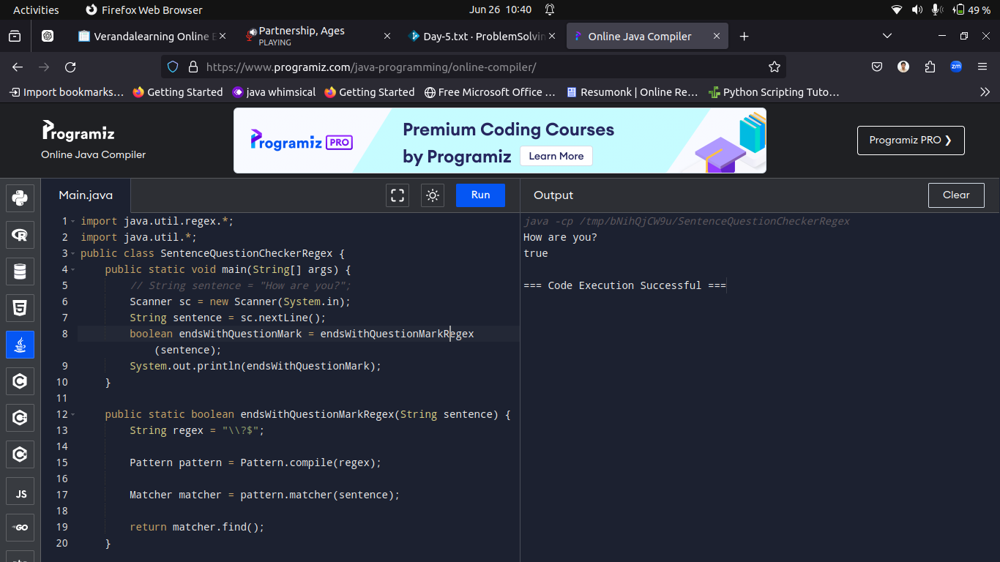 Activities Firefox Web Browser Jun 26 10:40 49 %
Verandalearning Online E Partnership, Ages Day-5.txt · ProblemSolvin Online Java Compiler
PLAYING
https://www.programiz.com/java-programming/online-compiler/ zm
Import bookmarks… Getting Started java whimsical Getting Started Free Microsoft Office … Resumonk | Online Re… Python Scripting Tuto…
Programiz
Online Java Compiler
Programiz PRO
Premium Coding Courses
by Programiz Learn More
Programiz PRO ❯
Main.java Run Output Clear
1 import java.util.regex.*;
2 import java.util.*;
3 public class SentenceQuestionCheckerRegex {
4 public static void main(String[] args) {
5 // String sentence = "How are you?";
6 Scanner sc = new Scanner(System.in);
7 String sentence = sc.nextLine();
8 boolean endsWithQuestionMark = endsWithQuestionMarkRegex
(sentence);
9 System.out.println(endsWithQuestionMark);
10 }
11
12 public static boolean endsWithQuestionMarkRegex(String sentence) {
13 String regex = "\\?$";
14
15 Pattern pattern = Pattern.compile(regex);
16
17 Matcher matcher = pattern.matcher(sentence);
18
19 return matcher.find();
20 }
java -cp /tmp/bNihQjCW9u/SentenceQuestionCheckerRegex
How are you?
true
=== Code Execution Successful ===
R
5
C
C
C
JS
GO